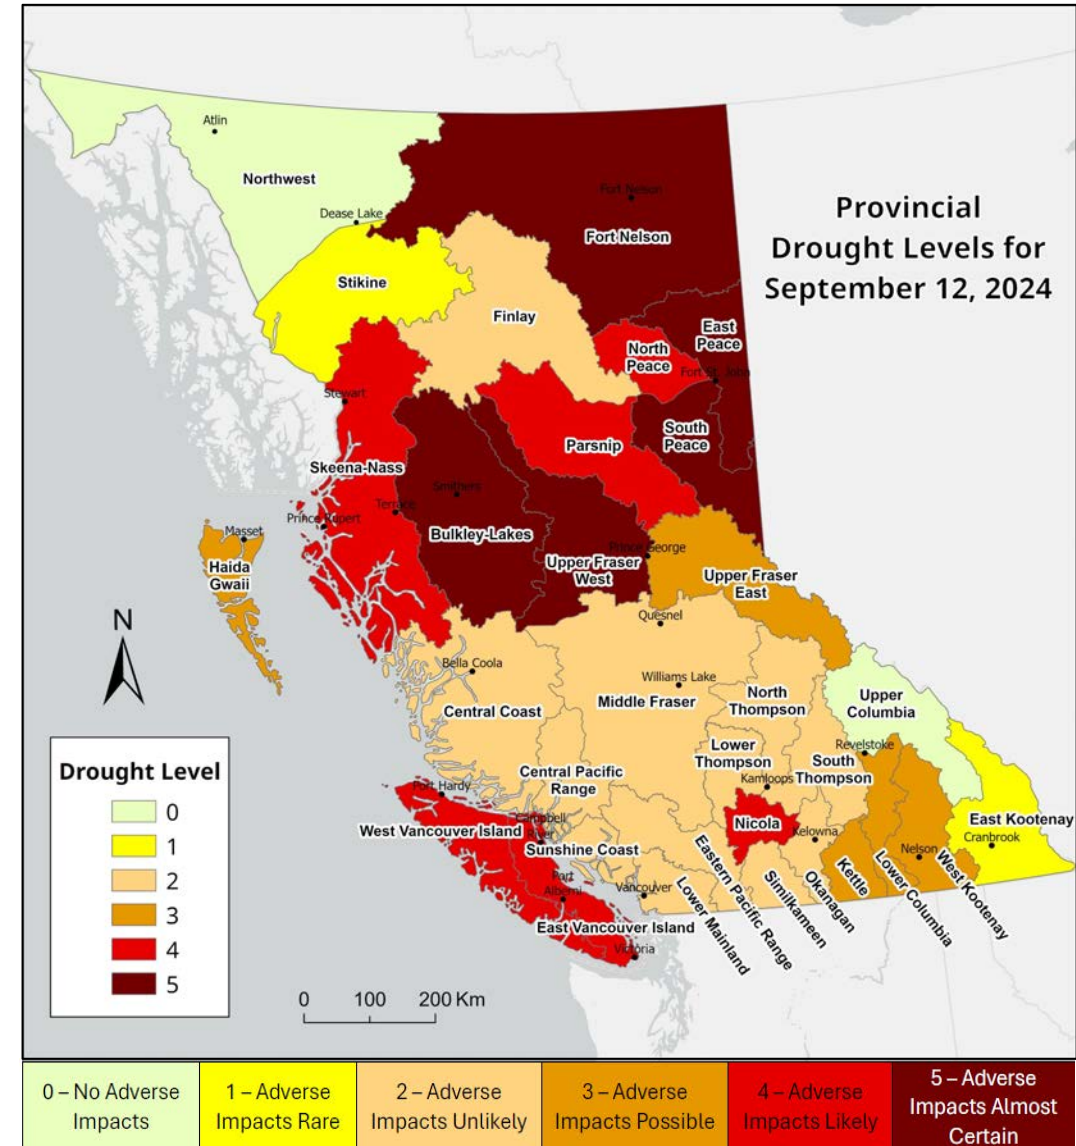 Provincial
Drought Levels for
September 12, 2024
Atlin
Northwest
Dease Lake
Fort Nelson
Fort Nelson
Stikine
Finlay
East
Peace
North
Peace
Fort St. John
Stewart
South
Peace
Parsnip
Skeena-Nass
Smithers
Terrace
Prince Rupert
Bulkley-Lakes
Masset
Haida
Gwaii
Prince George
Upper Fraser
West
Upper Fraser
East
N
Quesnel
Bella Coola
Williams Lake
Middle Fraser
North
Thompson
Upper
Columbia
Central Coast
Revelstoke
Lower
Thompson
South
Thompson
Central Pacific
Range
Kamloops
Port Hardy
Campbell
River
West Vancouver Island
Sunshine Coast
Nicola
Kelowna
East Kootenay
Cranbrook
Nelson
Port
Alberni
Vancouver
East Vancouver Island
Victoria
Lower Mainland
Eastern Pacific Range
Similkameen
Okanagan
Kettle
Lower Columbia
West Kootenay
Drought Level
0
1
2
3
4
5
0 100 200 Km
0 – No Adverse
Impacts
1 – Adverse
Impacts Rare
2 – Adverse
Impacts Unlikely
3 – Adverse
Impacts Possible
4 – Adverse
Impacts Likely
5 – Adverse
Impacts Almost
Certain